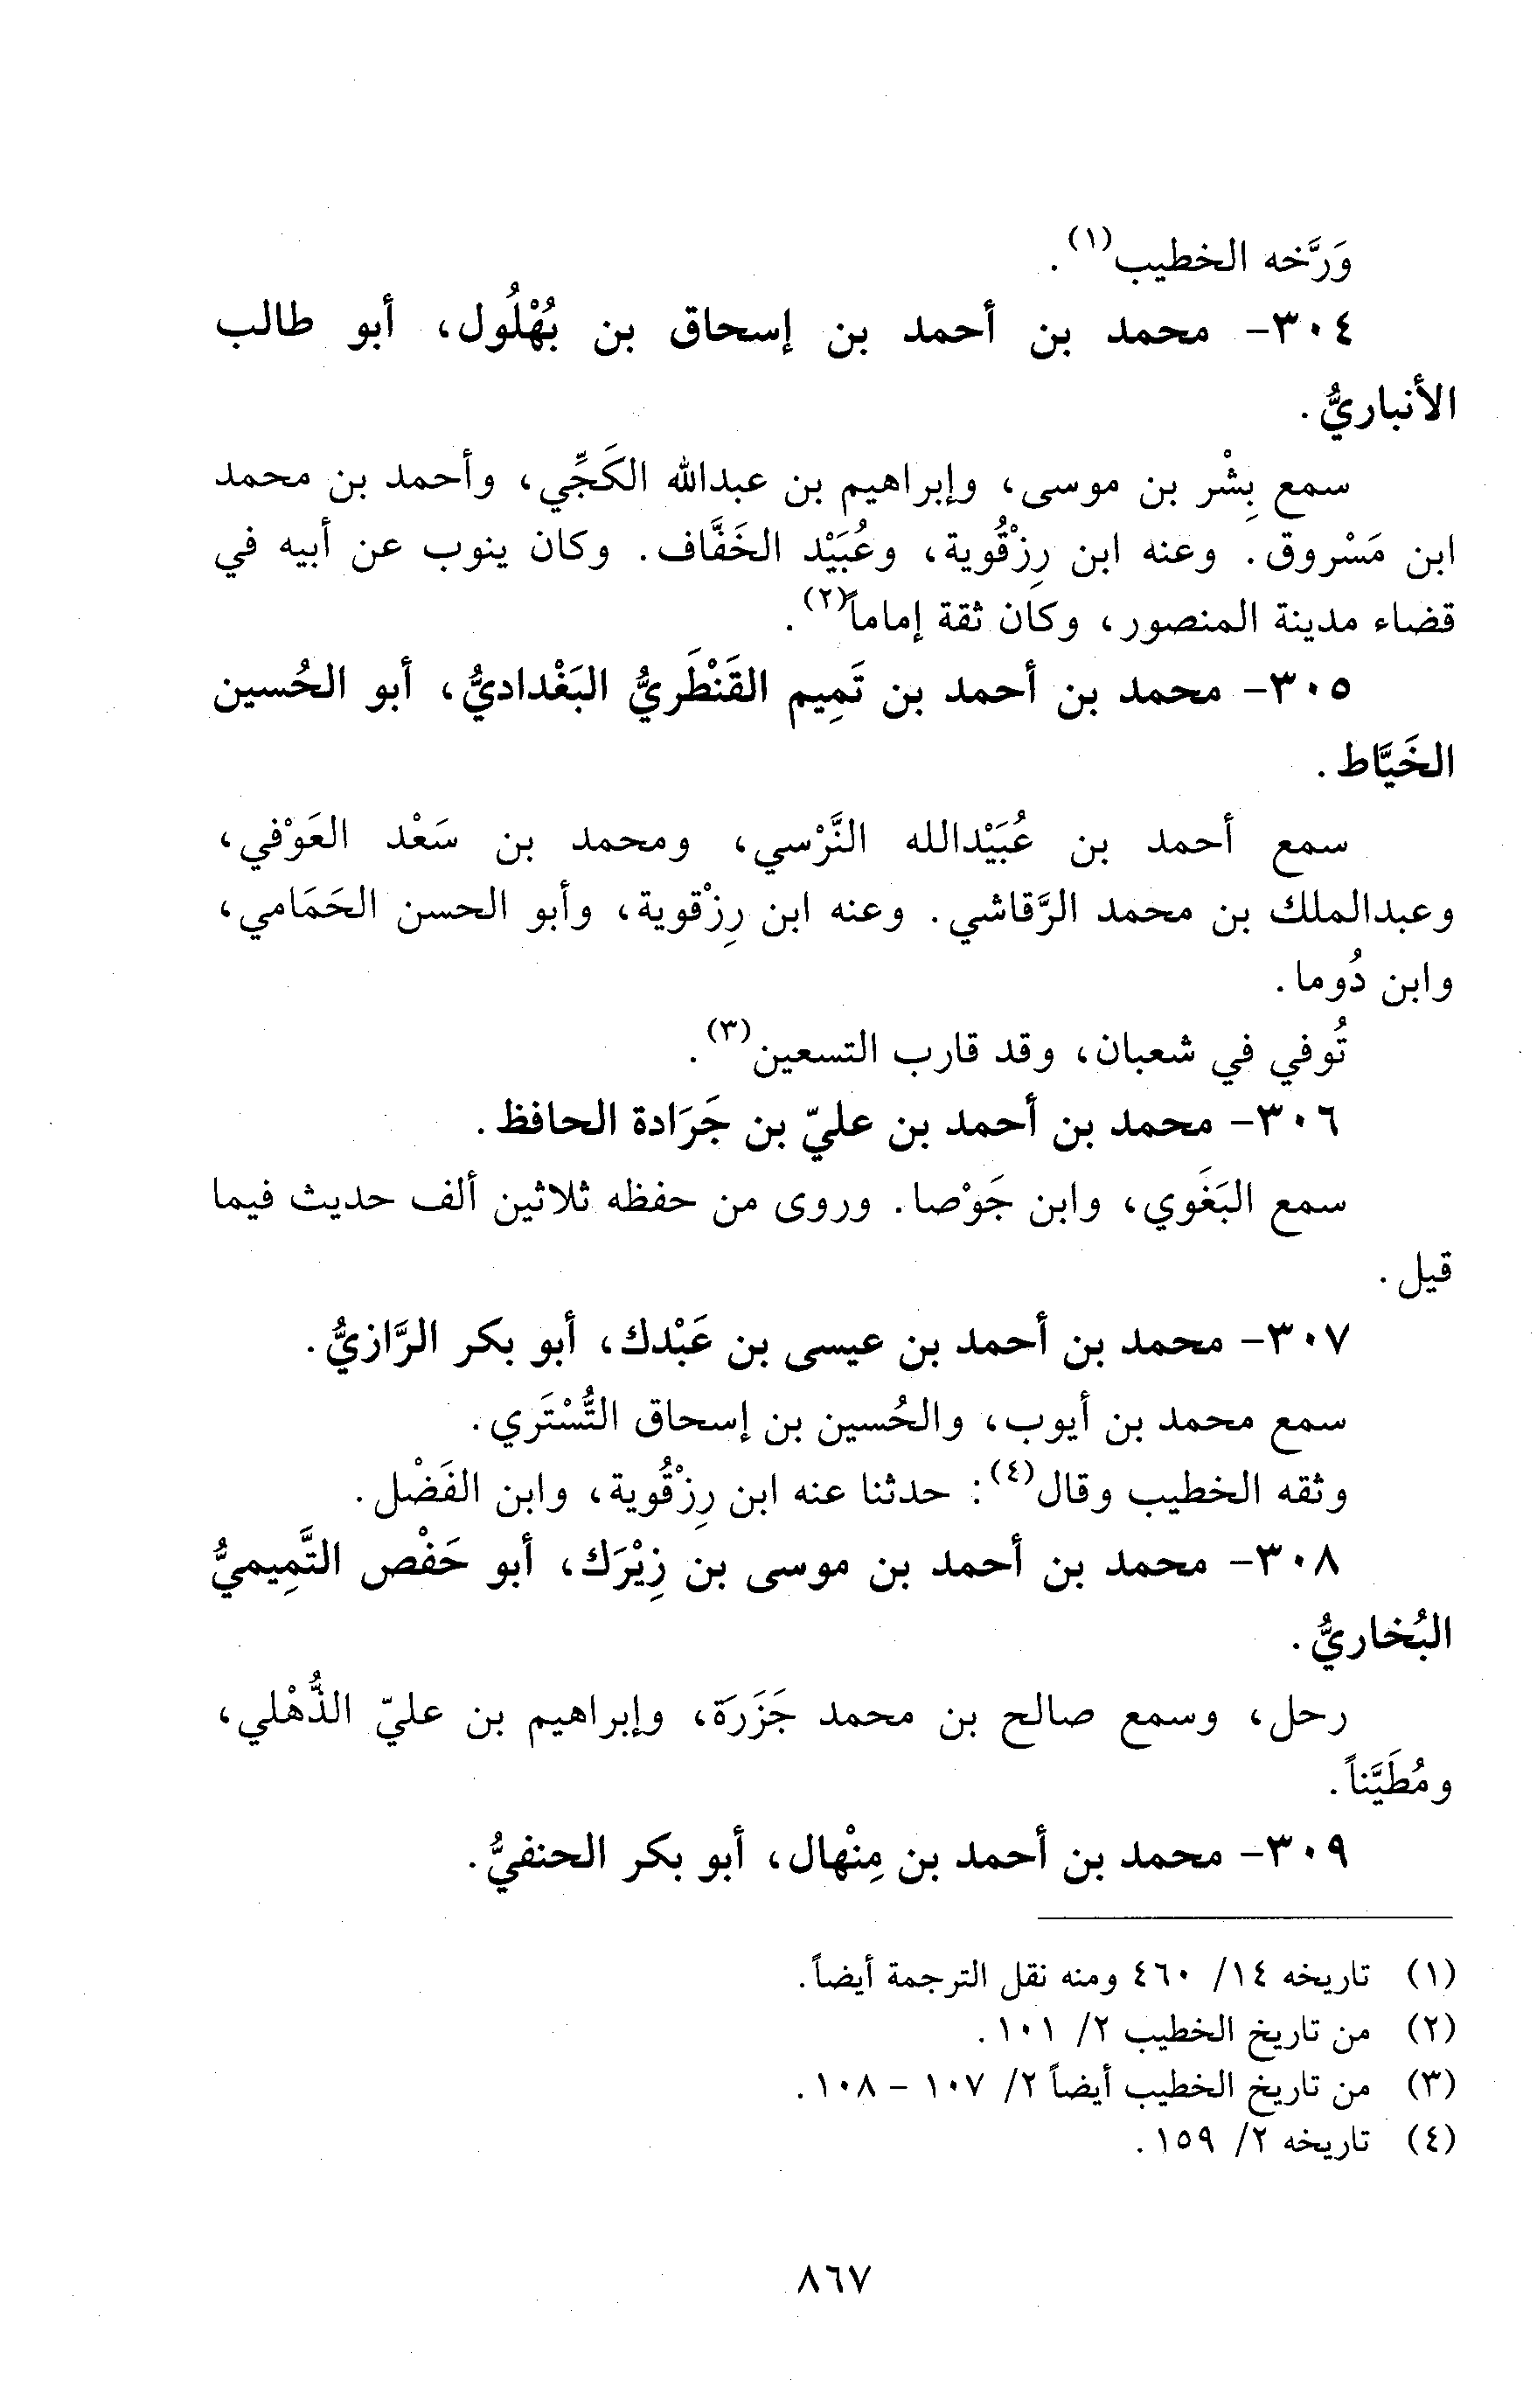 وَرَّخه الخطيب(١).
٣٠٤- محمد بن أحمد بن إسحاق بن بُهْلُول، أبو طالب
الأنباريُّ.
سمع بِشْر بن موسى، وإبراهيم بن عبدالله الكَجِّي، وأحمد بن محمد
ابن مَسْروق. وعنه ابن رِزْقُوية، وعُبَيْد الخَفَّاف. وكان ينوب عن أبيه في
قضاء مدينة المنصور، وكان ثقة إماماً(٢).
٣٠٥- محمد بن أحمد بن تَمِيم القَنْطَريُّ البَغْداديُّ، أبو الحُسين
الخَيَّاط.
سمع أحمد بن عُبَيْدالله النَّرْسي، ومحمد بن سَعْد العَوْفي،
وعبدالملك بن محمد الرَّقاشي. وعنه ابن رِزْقوية، وأبو الحسن الحَمَامي،
وابن دُوما.
تُوفي في شعبان، وقد قارب التسعين(٣).
٣٠٦- محمد بن أحمد بن عليّ بن جَرَادة الحافظ.
سمع البَغَوي، وابن جَوْصا. وروى من حفظه ثلاثين ألف حديث فيما
قيل.
٣٠٧- محمد بن أحمد بن عيسى بن عَبْدك، أبو بكر الرَّازيُّ.
سمع محمد بن أيوب، والحُسين بن إسحاق التُّسْتَري.
وثقه الخطيب وقال(٤): حدثنا عنه ابن رِزْقُوية، وابن الفَضْل.
٣٠٨- محمد بن أحمد بن موسى بن زِيْرَك، أبو حَفْص التَّمِيميُّ
البُخاريُّ.
رحل، وسمع صالح بن محمد جَزَرَة، وإبراهيم بن عليّ الذُّهْلي،
ومُطَيَّناً.
٣٠٩- محمد بن أحمد بن مِنْهال، أبو بكر الحنفيُّ.
(١) تاريخه ١٤/ ٤٦٠ ومنه نقل الترجمة أيضاً.
(٢) من تاريخ الخطيب ٢/ ١٠١.
(٣) من تاريخ الخطيب أيضاً ٢/ ١٠٧ - ١٠٨.
(٤) تاريخه ٢/ ١٥٩.
٨٦٧